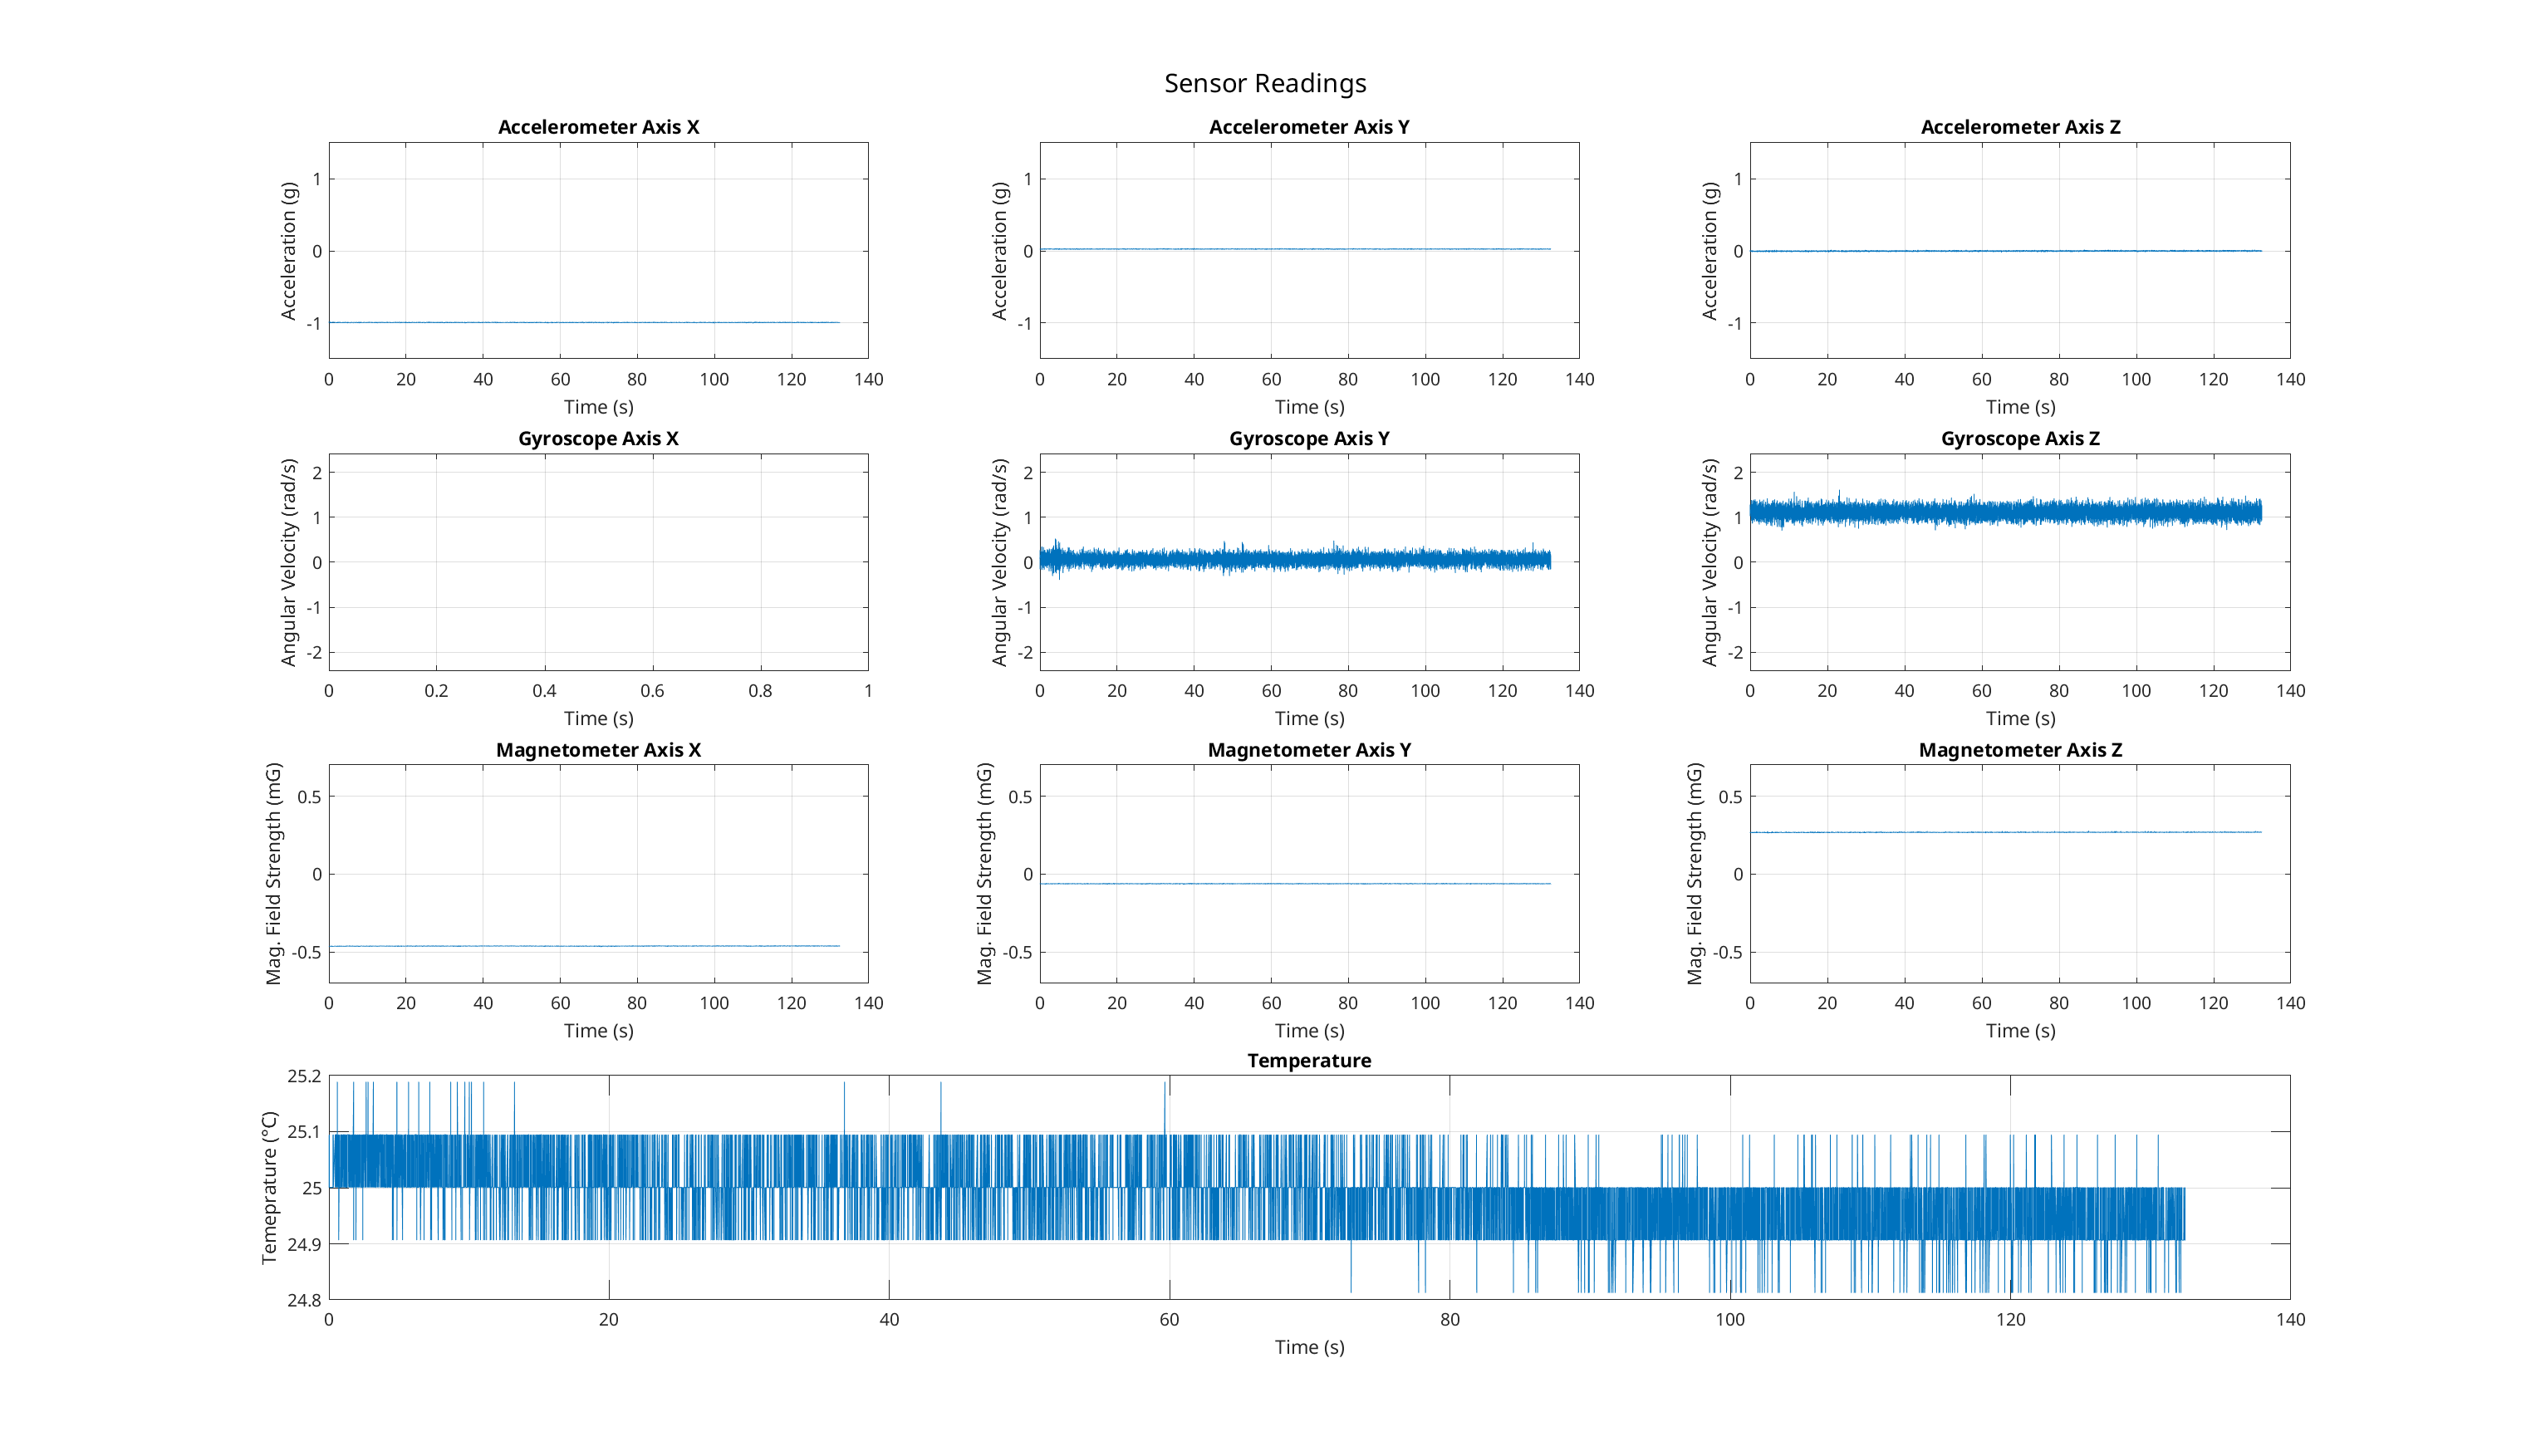 Sensor Readings
Accelerometer Axis X
Acceleration (g)
1
0
-1
0 20 40 60 80 100 120 140
Time (s)
Accelerometer Axis Y
Acceleration (g)
1
0
-1
0 20 40 60 80 100 120 140
Time (s)
Accelerometer Axis Z
Acceleration (g)
1
0
-1
0 20 40 60 80 100 120 140
Time (s)
Gyroscope Axis X
Angular Velocity (rad/s)
2
1
0
-1
-2
0 0.2 0.4 0.6 0.8 1
Time (s)
Gyroscope Axis Y
Angular Velocity (rad/s)
2
1
0
-1
-2
0 20 40 60 80 100 120 140
Time (s)
Gyroscope Axis Z
Angular Velocity (rad/s)
2
1
0
-1
-2
0 20 40 60 80 100 120 140
Time (s)
Magnetometer Axis X
Mag. Field Strength (mG)
0.5
0
-0.5
0 20 40 60 80 100 120 140
Time (s)
Magnetometer Axis Y
Mag. Field Strength (mG)
0.5
0
-0.5
0 20 40 60 80 100 120 140
Time (s)
Magnetometer Axis Z
Mag. Field Strength (mG)
0.5
0
-0.5
0 20 40 60 80 100 120 140
Time (s)
Temperature
Temeprature (°C)
25.2
25.1
25
24.9
24.8
0 20 40 60 80 100 120 140
Time (s)